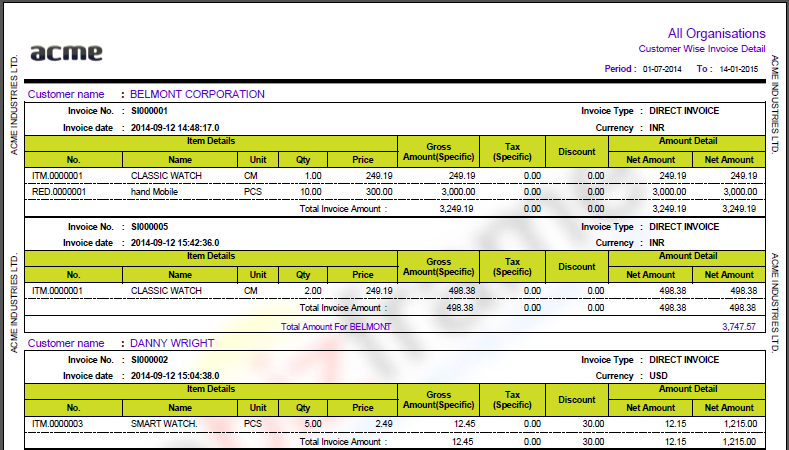 All Organisations
acme
Customer Wise Invoice Detail
Period : 01-07-2014 To : 14-01-2015
ACME INDUSTRIES LTD.
ACME INDUSTRIES LTD.
Customer name : BELMONT CORPORATION
Invoice No. : SI000001 Invoice Type : DIRECT INVOICE
Invoice date : 2014-09-12 14:48:17.0 Currency : INR
Item Details Gross Amount(Specific) Tax (Specific) Discount Amount Detail
No. Name Unit Qty Price Net Amount Net Amount
ITM.0000001 CLASSIC WATCH CM 1.00 249.19 249.19 0.00 0.00 249.19 249.19
RED.0000001 hand Mobile PCS 10.00 300.00 3,000.00 0.00 0.00 3,000.00 3,000.00
Total Invoice Amount : 3,249.19 0.00 0.00 3,249.19 3,249.19
Invoice No. : SI000005 Invoice Type : DIRECT INVOICE
Invoice date : 2014-09-12 15:42:36.0 Currency : INR
Item Details Gross Amount(Specific) Tax (Specific) Discount Amount Detail
No. Name Unit Qty Price Net Amount Net Amount
ITM.0000001 CLASSIC WATCH CM 2.00 249.19 498.38 0.00 0.00 498.38 498.38
Total Invoice Amount : 498.38 0.00 0.00 498.38 498.38
Total Amount For BELMONT 3,747.57
ACME INDUSTRIES LTD.
ACME INDUSTRIES LTD.
Customer name : DANNY WRIGHT
Invoice No. : SI000002 Invoice Type : DIRECT INVOICE
Invoice date : 2014-09-12 15:04:38.0 Currency : USD
Item Details Gross Amount(Specific) Tax (Specific) Discount Amount Detail
No. Name Unit Qty Price Net Amount Net Amount
ITM.0000003 SMART WATCH. PCS 5.00 2.49 12.45 0.00 30.00 12.15 1,215.00
Total Invoice Amount : 12.45 0.00 30.00 12.15 1,215.00